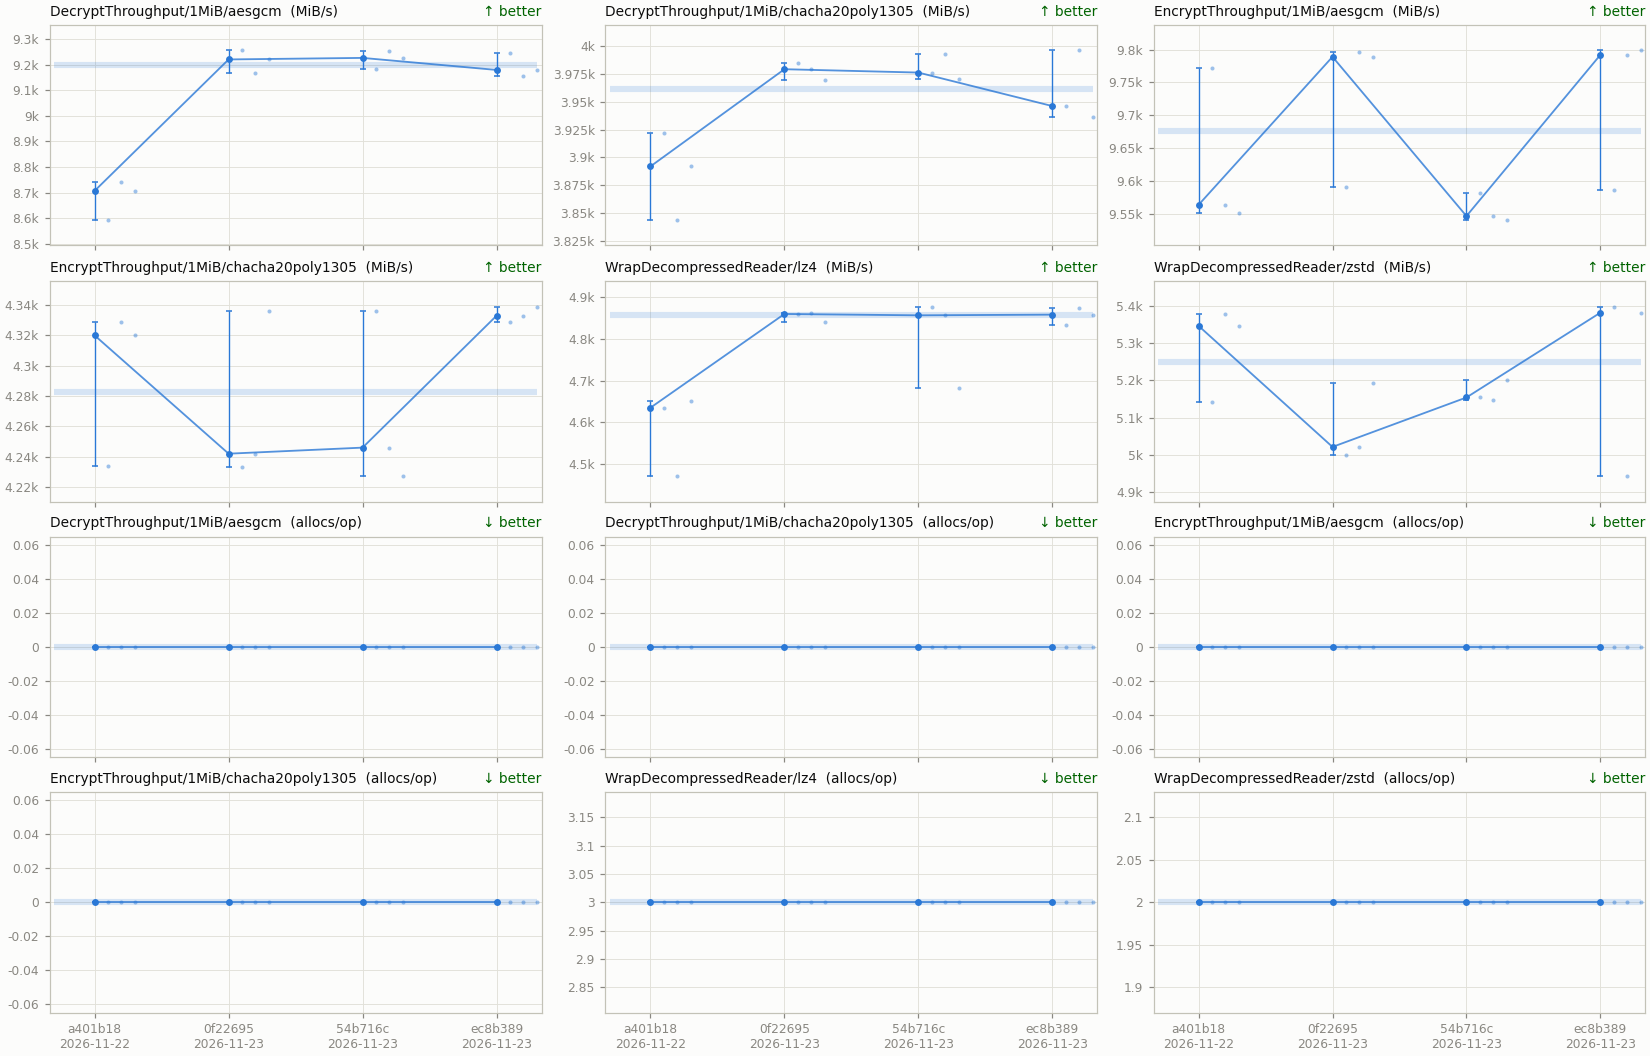 DecryptThroughput/1MiB/aesgcm (MiB/s) ↑ better
9.3k
9.2k
9.1k
9k
8.9k
8.8k
8.7k
8.6k
8.5k
DecryptThroughput/1MiB/chacha20poly1305 (MiB/s) ↑ better
4k
3.975k
3.95k
3.925k
3.9k
3.875k
3.85k
3.825k
EncryptThroughput/1MiB/aesgcm (MiB/s) ↑ better
9.8k
9.75k
9.7k
9.65k
9.6k
9.55k
EncryptThroughput/1MiB/chacha20poly1305 (MiB/s) ↑ better
4.34k
4.32k
4.3k
4.28k
4.26k
4.24k
4.22k
WrapDecompressedReader/lz4 (MiB/s) ↑ better
4.9k
4.8k
4.7k
4.6k
4.5k
WrapDecompressedReader/zstd (MiB/s) ↑ better
5.4k
5.3k
5.2k
5.1k
5k
4.9k
DecryptThroughput/1MiB/aesgcm (allocs/op) ↓ better
0.06
0.04
0.02
0
-0.02
-0.04
-0.06
DecryptThroughput/1MiB/chacha20poly1305 (allocs/op) ↓ better
0.06
0.04
0.02
0
-0.02
-0.04
-0.06
EncryptThroughput/1MiB/aesgcm (allocs/op) ↓ better
0.06
0.04
0.02
0
-0.02
-0.04
-0.06
EncryptThroughput/1MiB/chacha20poly1305 (allocs/op) ↓ better
0.06
0.04
0.02
0
-0.02
-0.04
-0.06
a401b18 0f22695 54b716c ec8b389
2026-11-22 2026-11-23 2026-11-23 2026-11-23
WrapDecompressedReader/lz4 (allocs/op) ↓ better
3.15
3.1
3.05
3
2.95
2.9
2.85
a401b18 0f22695 54b716c ec8b389
2026-11-22 2026-11-23 2026-11-23 2026-11-23
WrapDecompressedReader/zstd (allocs/op) ↓ better
2.1
2.05
2
1.95
1.9
a401b18 0f22695 54b716c ec8b389
2026-11-22 2026-11-23 2026-11-23 2026-11-23